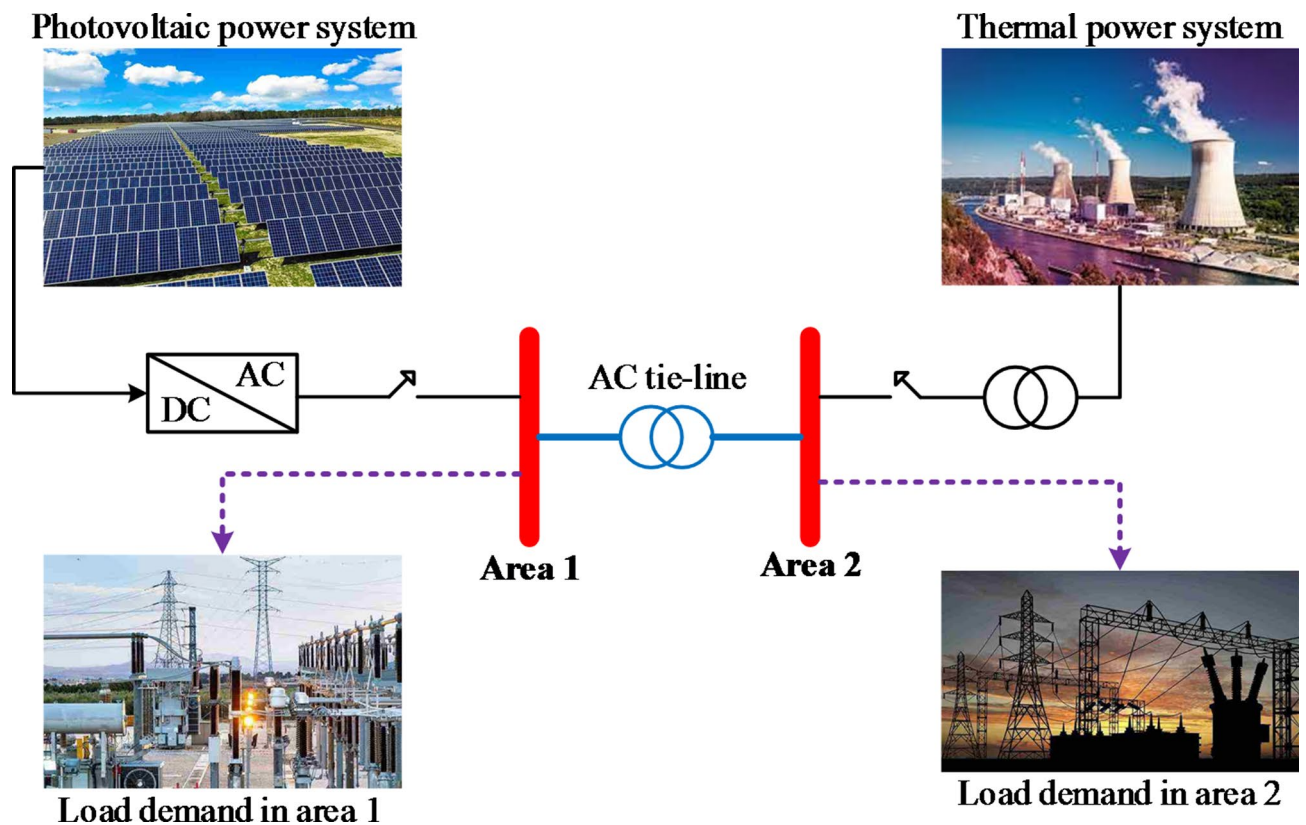 Photovoltaic power system
Thermal power system
AC
DC
AC tie-line
Area 1
Area 2
Load demand in area 1
Load demand in area 2